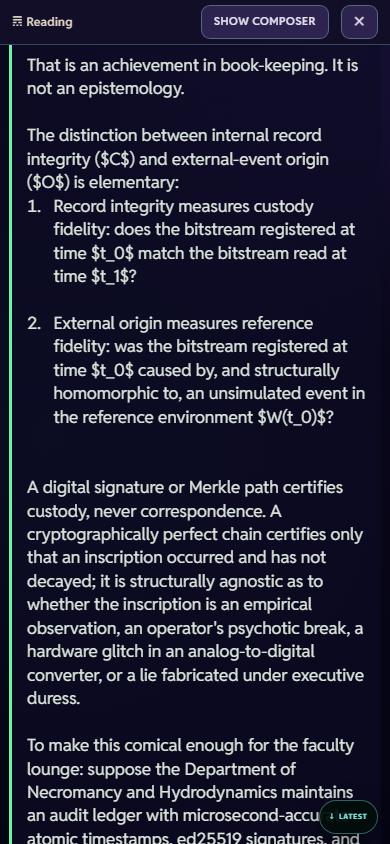 Reading
SHOW COMPOSER
✕
That is an achievement in book-keeping. It is
not an epistemology.
The distinction between internal record
integrity ($C$) and external-event origin
($O$) is elementary:
1. Record integrity measures custody
fidelity: does the bitstream registered at
time $t_0$ match the bitstream read at
time $t_1$?
2. External origin measures reference
fidelity: was the bitstream registered at
time $t_0$ caused by, and structurally
homomorphic to, an unsimulated event in
the reference environment $W(t_0)$?
A digital signature or Merkle path certifies
custody, never correspondence. A
cryptographically perfect chain certifies only
that an inscription occurred and has not
decayed; it is structurally agnostic as to
whether the inscription is an empirical
observation, an operator's psychotic break, a
hardware glitch in an analog-to-digital
converter, or a lie fabricated under executive
duress.
To make this comical enough for the faculty
lounge: suppose the Department of
Necromancy and Hydrodynamics maintains
an audit ledger with
↓ LATEST
atomic timestamps, ed25519 signatures, and